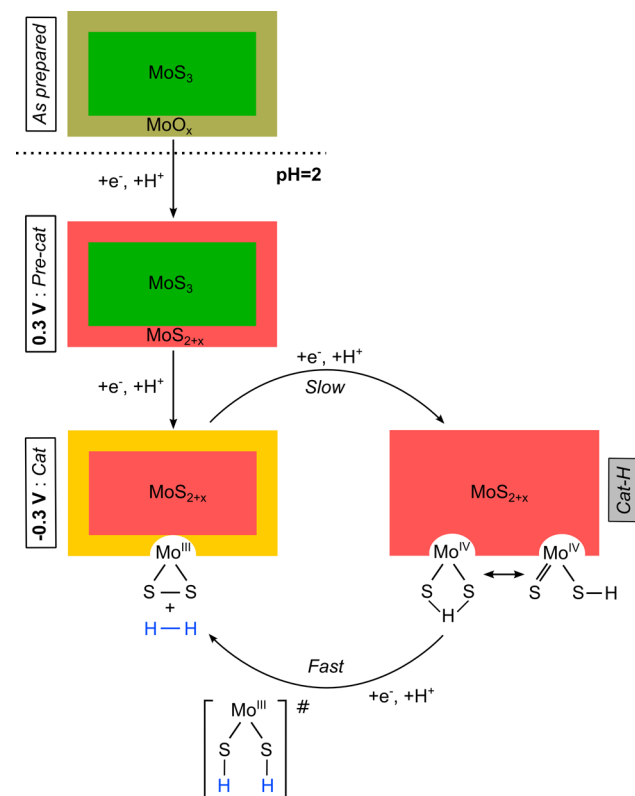 As prepared
MoS₃
MoOₓ
+e⁻, +H⁺
pH=2
0.3 V : Pre-cat
MoS₃
MoS₂₊ₓ
+e⁻, +H⁺
+e⁻, +H⁺
Slow
-0.3 V : Cat
MoS₂₊ₓ
MoS₂₊ₓ
Cat-H
Moᴵᴵᴵ
S S
+
H H
Moᴵⱽ
S S
H
Moᴵⱽ
S S H
Fast
+e⁻, +H⁺
Moᴵᴵᴵ #
S S
H H